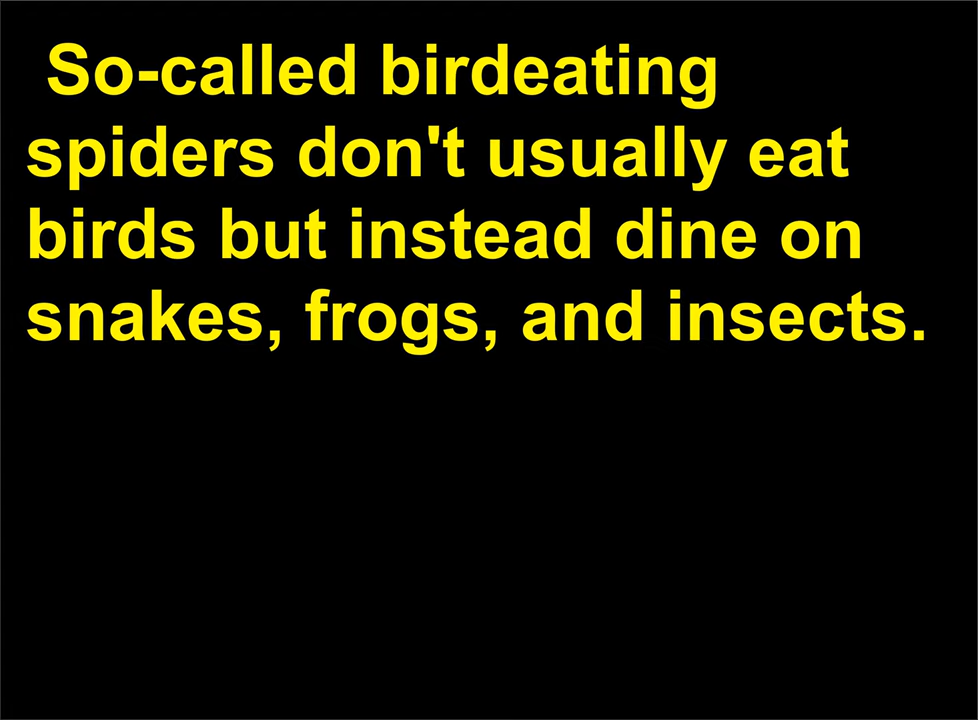 So-called birdeating
spiders don't usually eat
birds but instead dine on
snakes, frogs, and insects.